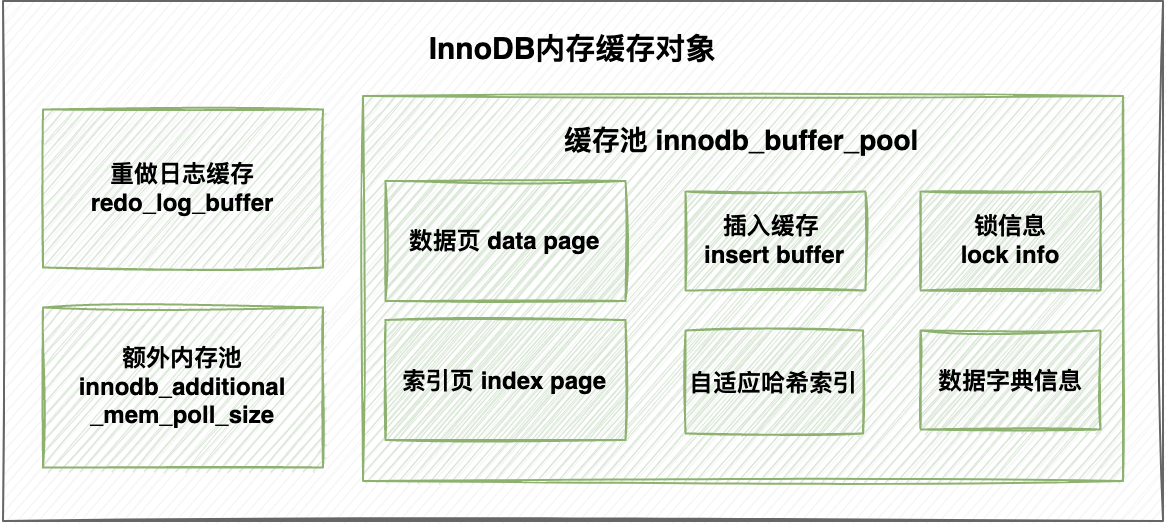 InnoDB内存缓存对象
重做日志缓存
redo_log_buffer
额外内存池
innodb_additional
_mem_poll_size
缓存池 innodb_buffer_pool
数据页 data page
插入缓存
insert buffer
锁信息
lock info
索引页 index page
自适应哈希索引
数据字典信息